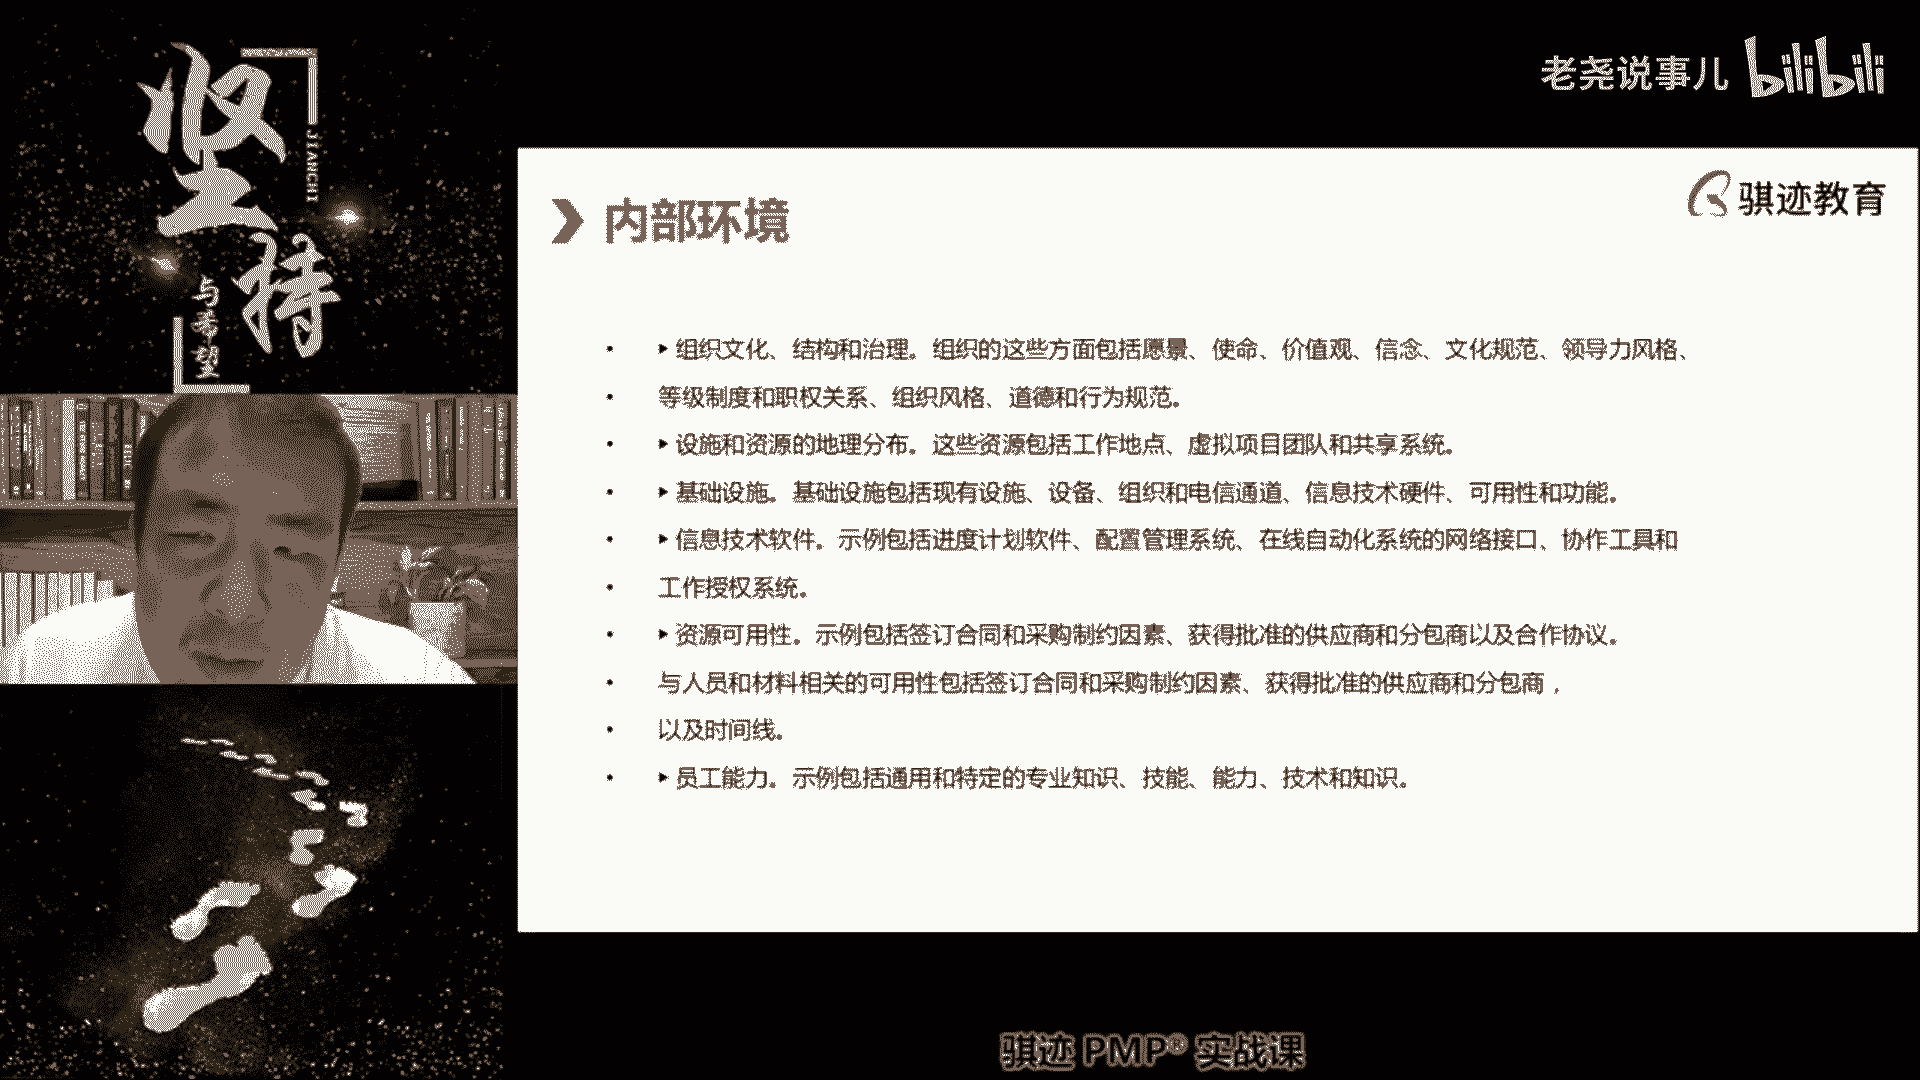 坚持
JIANCHI
与希望
老尧说事儿 bilibili
骐迹教育
内部环境
• ▸ 组织文化、结构和治理。组织的这些方面包括愿景、使命、价值观、信念、文化规范、领导力风格、
• 等级制度和职权关系、组织风格、道德和行为规范。
• ▸ 设施和资源的地理分布。这些资源包括工作地点、虚拟项目团队和共享系统。
• ▸ 基础设施。基础设施包括现有设施、设备、组织和电信通道、信息技术硬件、可用性和功能。
• ▸ 信息技术软件。示例包括进度计划软件、配置管理系统、在线自动化系统的网络接口、协作工具和
• 工作授权系统。
• ▸ 资源可用性。示例包括签订合同和采购制约因素、获得批准的供应商和分包商以及合作协议。
• 与人员和材料相关的可用性包括签订合同和采购制约因素、获得批准的供应商和分包商，
• 以及时间线。
• ▸ 员工能力。示例包括通用和特定的专业知识、技能、能力、技术和知识。
骐迹 PMP® 实战课